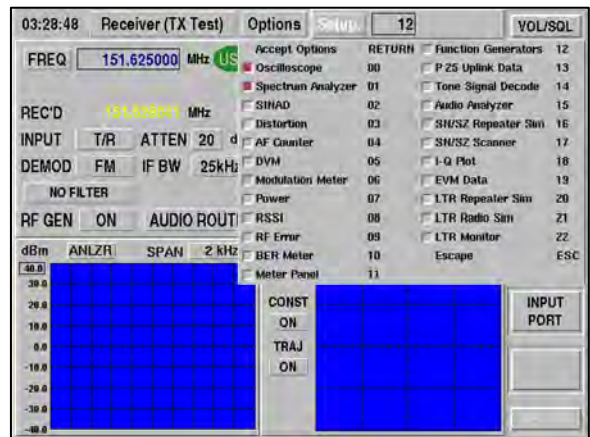 03:28:48 Receiver (TX Test) Options Setup 12 VOL/SQL
FREQ 151.625000 MHz US
REC'D MHz
INPUT T/R ATTEN 20 d
DEMOD FM IF BW 25kHz
NO FILTER
RF GEN ON AUDIO ROUTI
Accept Options RETURN
Oscilloscope 00
Spectrum Analyzer 01
SINAD 02
Distortion 03
AF Counter 04
DVM 05
Modulation Meter 06
Power 07
RSSI 08
RF Error 09
BER Meter 10
Meter Panel 11
Function Generators 12
P 25 Uplink Data 13
Tone Signal Decode 14
Audio Analyzer 15
SN/SZ Repeater Sim 16
SN/SZ Scanner 17
I-Q Plot 18
EVM Data 19
LTR Repeater Sim 20
LTR Radio Sim 21
LTR Monitor 22
Escape ESC
dBm ANLZR SPAN 2 kHz
40.0
30.0
20.0
10.0
0.0
-10.0
-20.0
-30.0
-40.0
CONST
ON
TRAJ
ON
INPUT
PORT